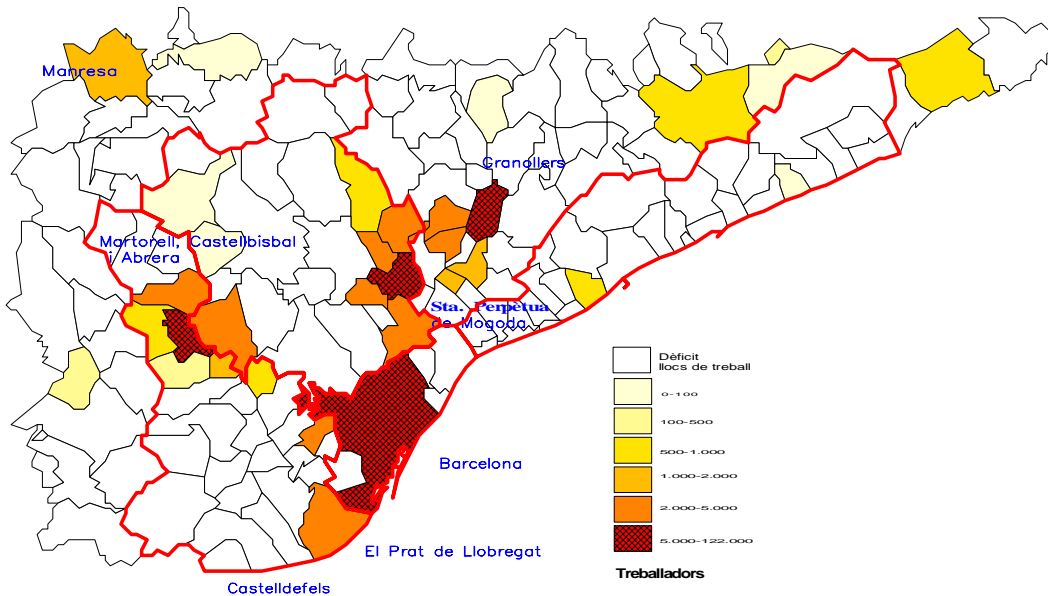 Manresa
Granollers
Martorell, Castellbisbal
i Abrera
Sta. Perpètua
de Mogoda
Barcelona
El Prat de Llobregat
Castelldefels
Dèficit
llocs de treball
0-100
100-500
500-1.000
1.000-2.000
2.000-5.000
5.000-122.000
Treballadors